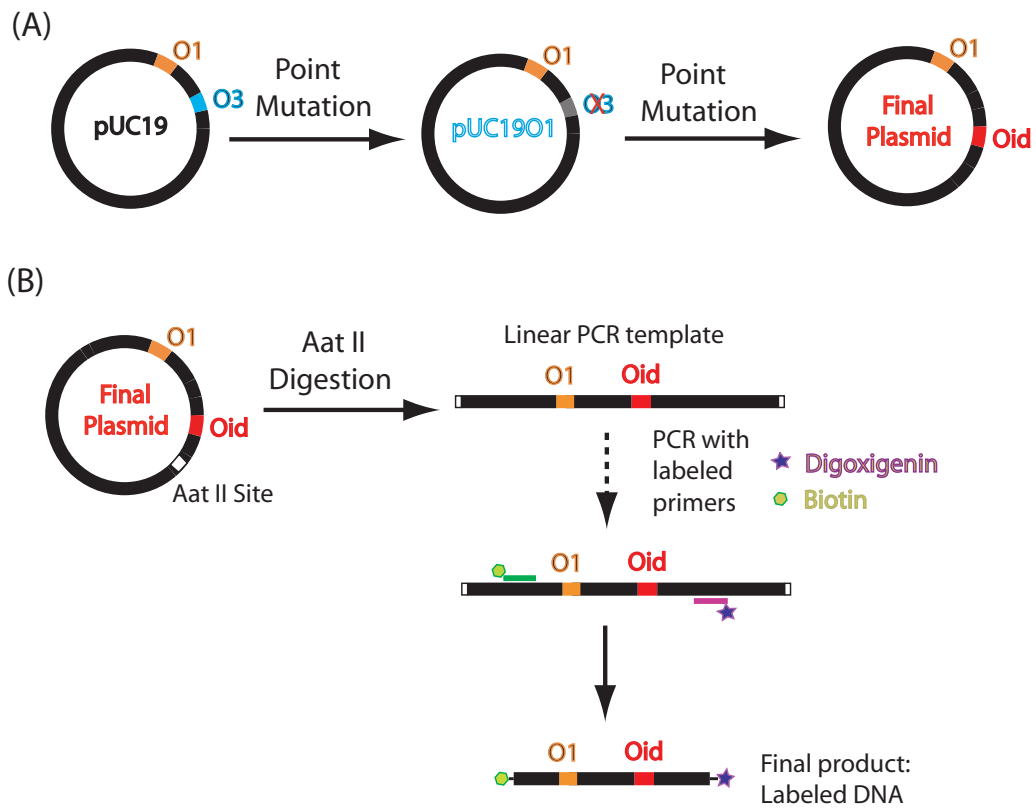 (A)
O1
O3
pUC19
Point
Mutation
O1
O3
pUC19O1
Point
Mutation
O1
Final
Plasmid
Oid
(B)
O1
Final
Plasmid
Oid
Aat II Site
Aat II
Digestion
Linear PCR template
O1
Oid
PCR with
labeled
primers
Digoxigenin
Biotin
O1
Oid
O1
Oid
Final product:
Labeled DNA